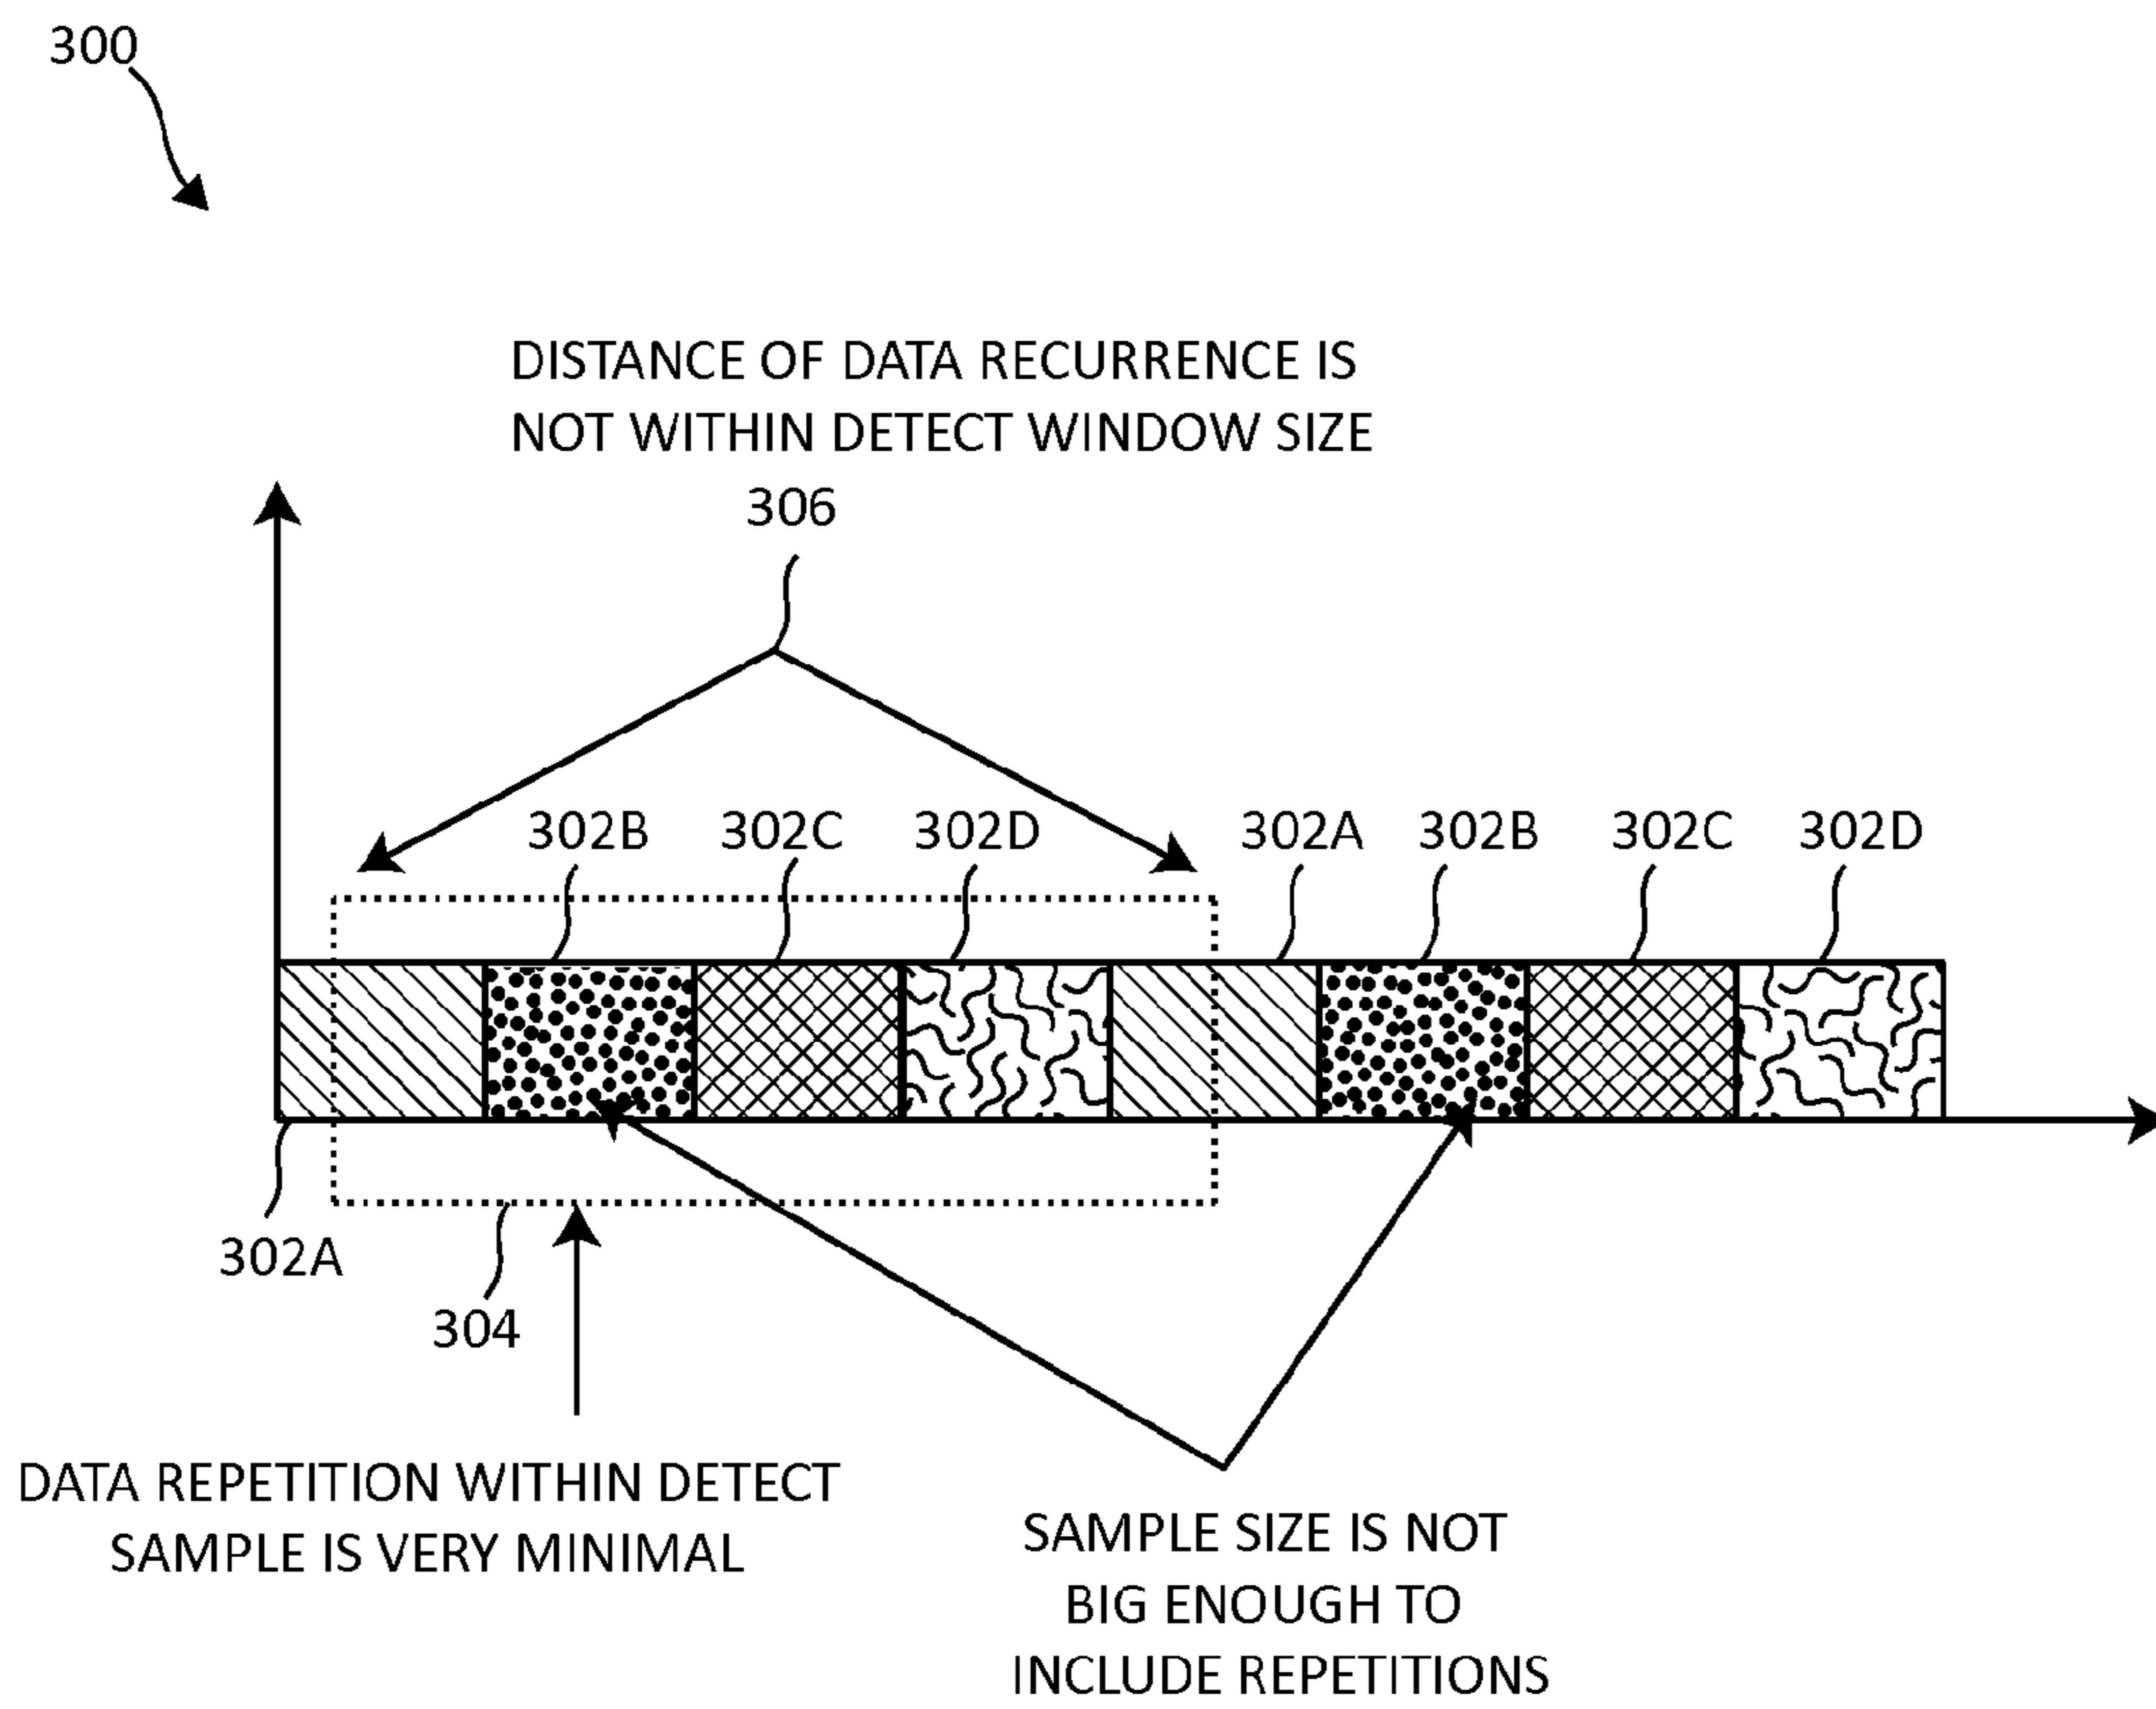 300
DISTANCE OF DATA RECURRENCE IS
NOT WITHIN DETECT WINDOW SIZE
306
302B 302C 302D 302A 302B 302C 302D
302A
304
DATA REPETITION WITHIN DETECT
SAMPLE IS VERY MINIMAL
SAMPLE SIZE IS NOT
BIG ENOUGH TO
INCLUDE REPETITIONS